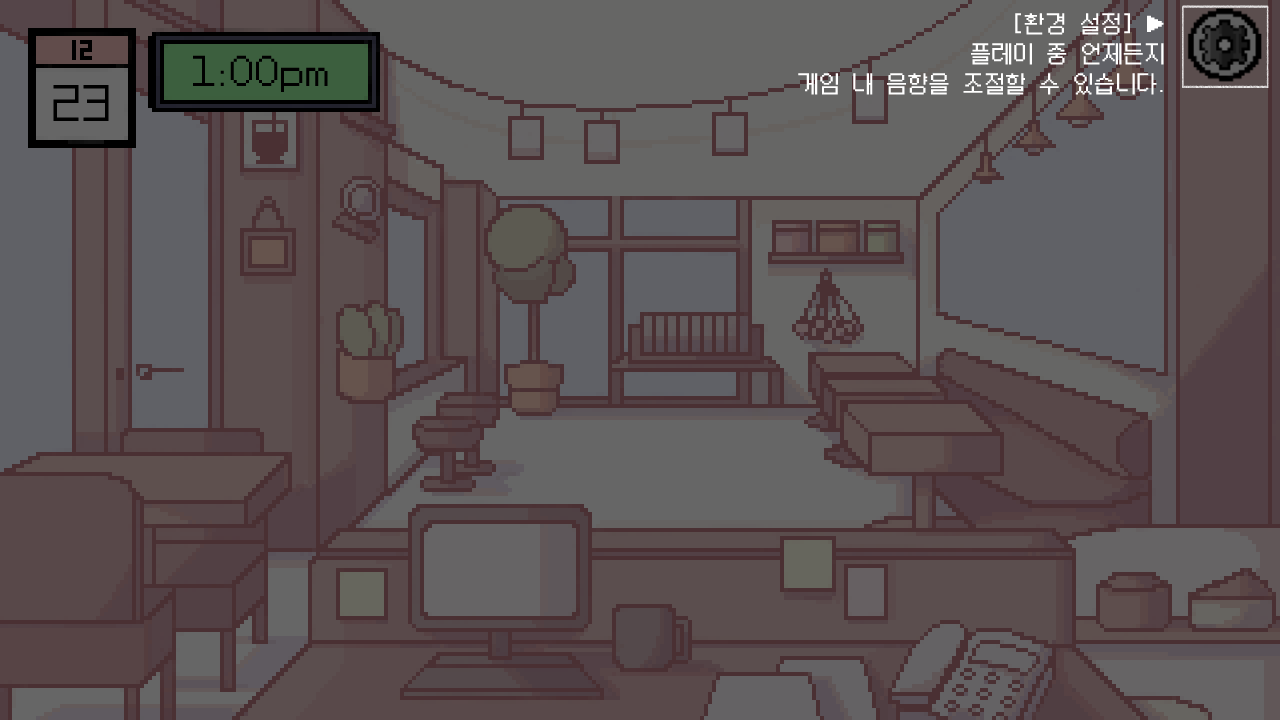 12
23
1:00pm
[환경 설정] ▶
플레이 중 언제든지
게임 내 음향을 조절할 수 있습니다.